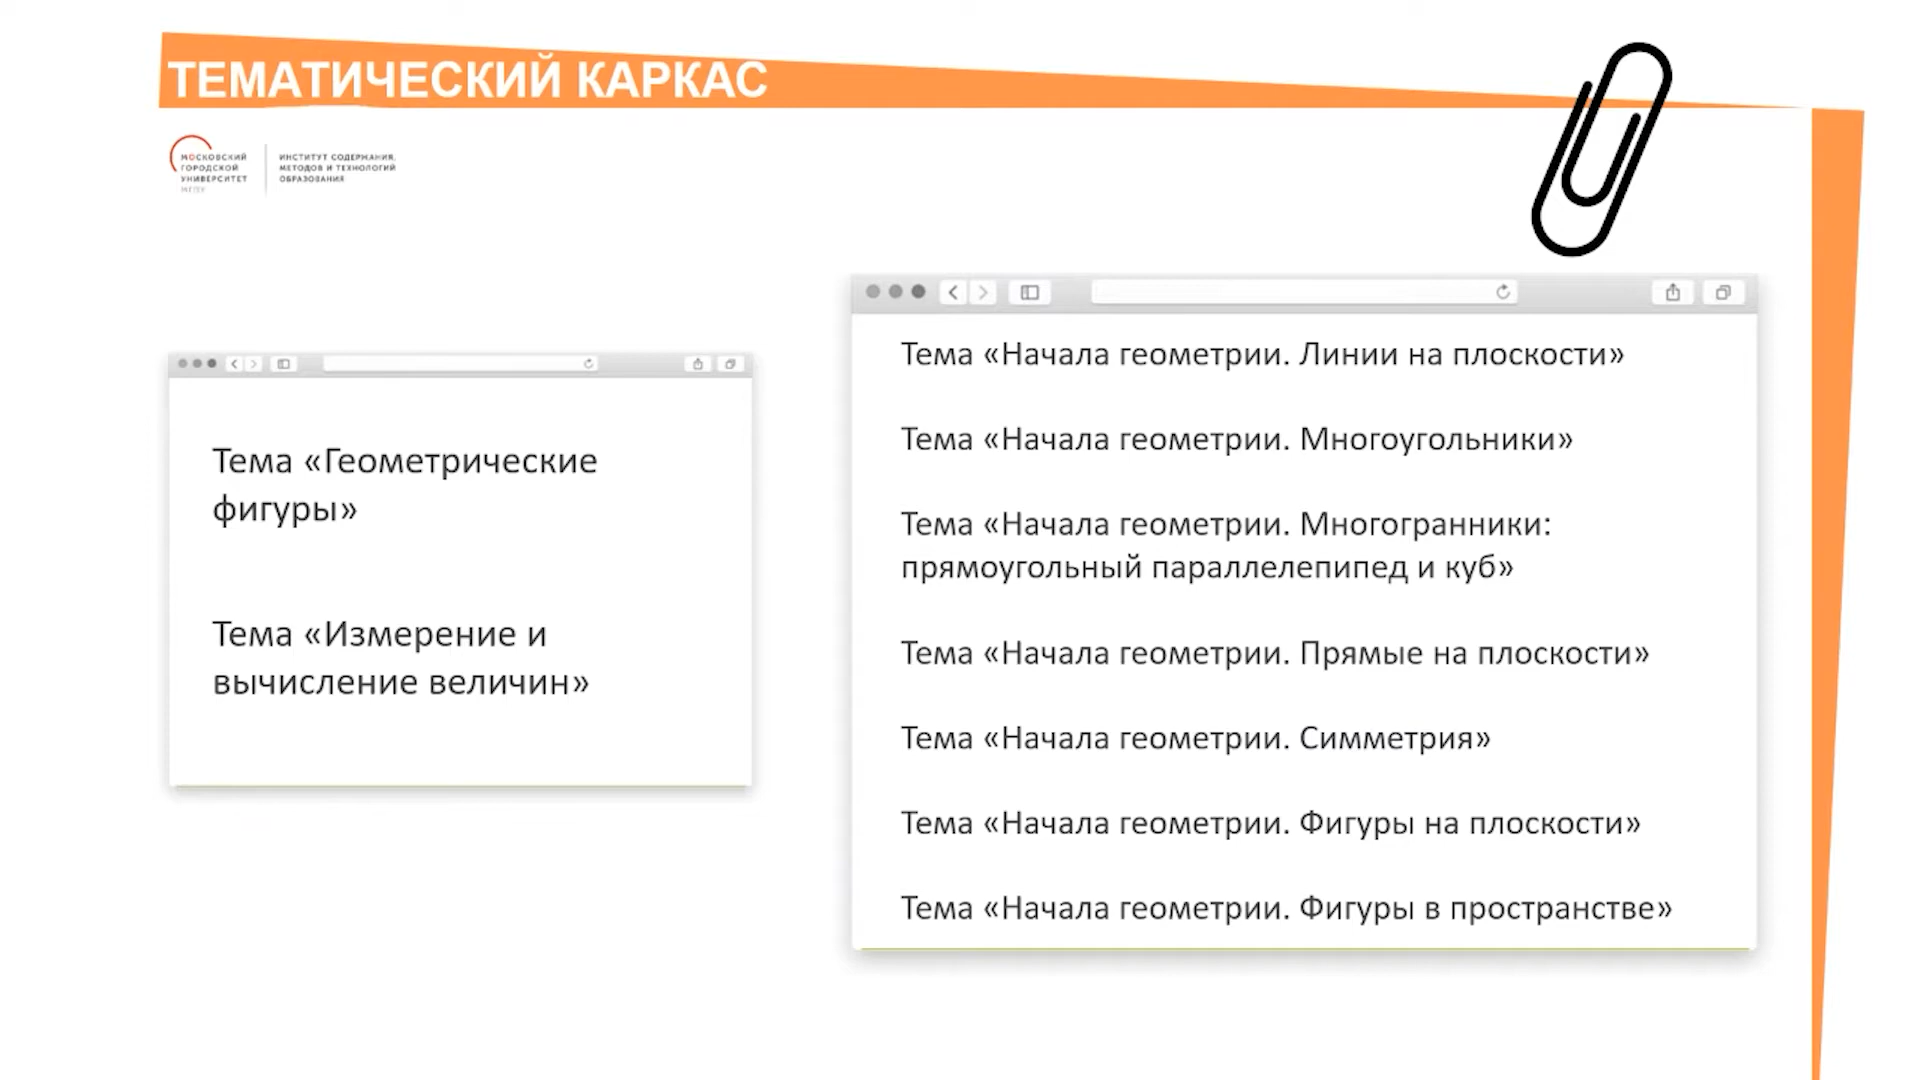 ТЕМАТИЧЕСКИЙ КАРКАС
МОСКОВСКИЙ
ГОРОДСКОЙ
УНИВЕРСИТЕТ
МГПУ
ИНСТИТУТ СОДЕРЖАНИЯ,
МЕТОДОВ И ТЕХНОЛОГИЙ
ОБРАЗОВАНИЯ
Тема «Геометрические
фигуры»
Тема «Измерение и
вычисление величин»
Тема «Начала геометрии. Линии на плоскости»
Тема «Начала геометрии. Многоугольники»
Тема «Начала геометрии. Многогранники:
прямоугольный параллелепипед и куб»
Тема «Начала геометрии. Прямые на плоскости»
Тема «Начала геометрии. Симметрия»
Тема «Начала геометрии. Фигуры на плоскости»
Тема «Начала геометрии. Фигуры в пространстве»